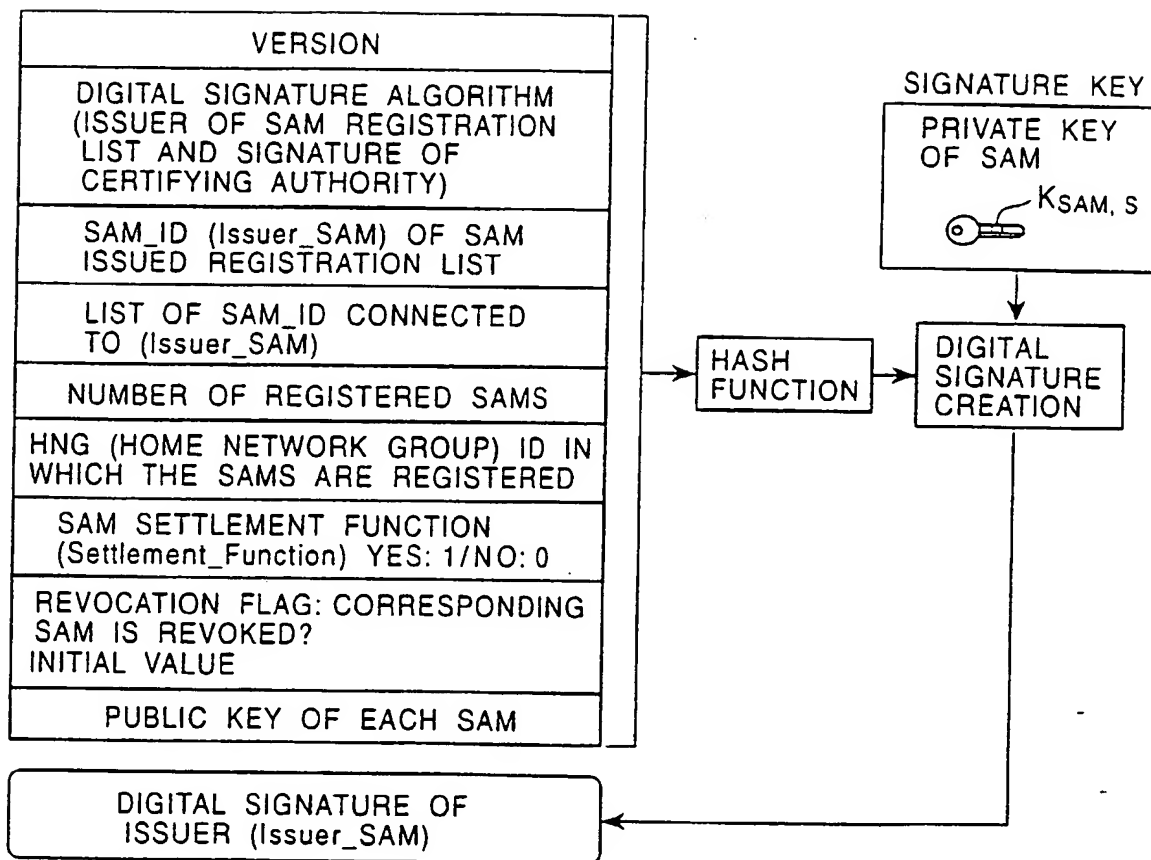 VERSION
DIGITAL SIGNATURE ALGORITHM
(ISSUER OF SAM REGISTRATION
LIST AND SIGNATURE OF
CERTIFYING AUTHORITY)
SAM_ID (Issuer_SAM) OF SAM
ISSUED REGISTRATION LIST
LIST OF SAM_ID CONNECTED
TO (Issuer_SAM)
NUMBER OF REGISTERED SAMS
HNG (HOME NETWORK GROUP) ID IN
WHICH THE SAMS ARE REGISTERED
SAM SETTLEMENT FUNCTION
(Settlement_Function) YES: 1/NO: 0
REVOCATION FLAG: CORRESPONDING
SAM IS REVOKED?
INITIAL VALUE
PUBLIC KEY OF EACH SAM
DIGITAL SIGNATURE OF
ISSUER (Issuer_SAM)
HASH
FUNCTION
SIGNATURE KEY
PRIVATE KEY
OF SAM
KSAM, S
DIGITAL
SIGNATURE
CREATION